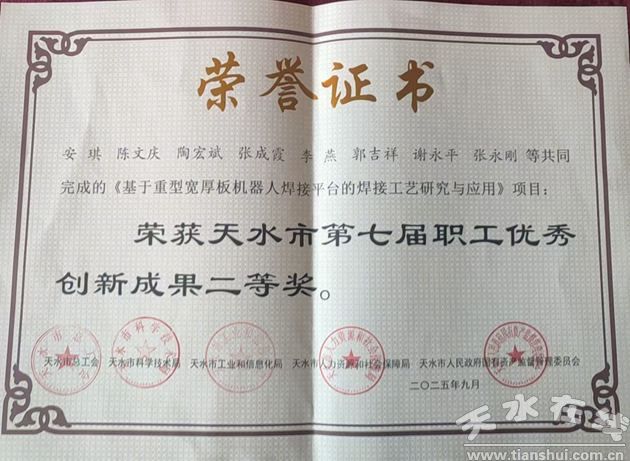 荣誉证书
安琪 陈文庆 陶宏斌 张成霞 李燕 郭吉祥 谢永平 张永刚 等共同
完成的《基于重型宽厚板机器人焊接平台的焊接工艺研究与应用》项目：
荣获天水市第七届职工优秀
创新成果二等奖。
天水市总工会 天水市科学技术局 天水市工业和信息化局 天水市人力资源和社会保障局 天水市人民政府国有资产监督管理委员会
二〇二五年九月
天水在线
www.tianshui.com.cn